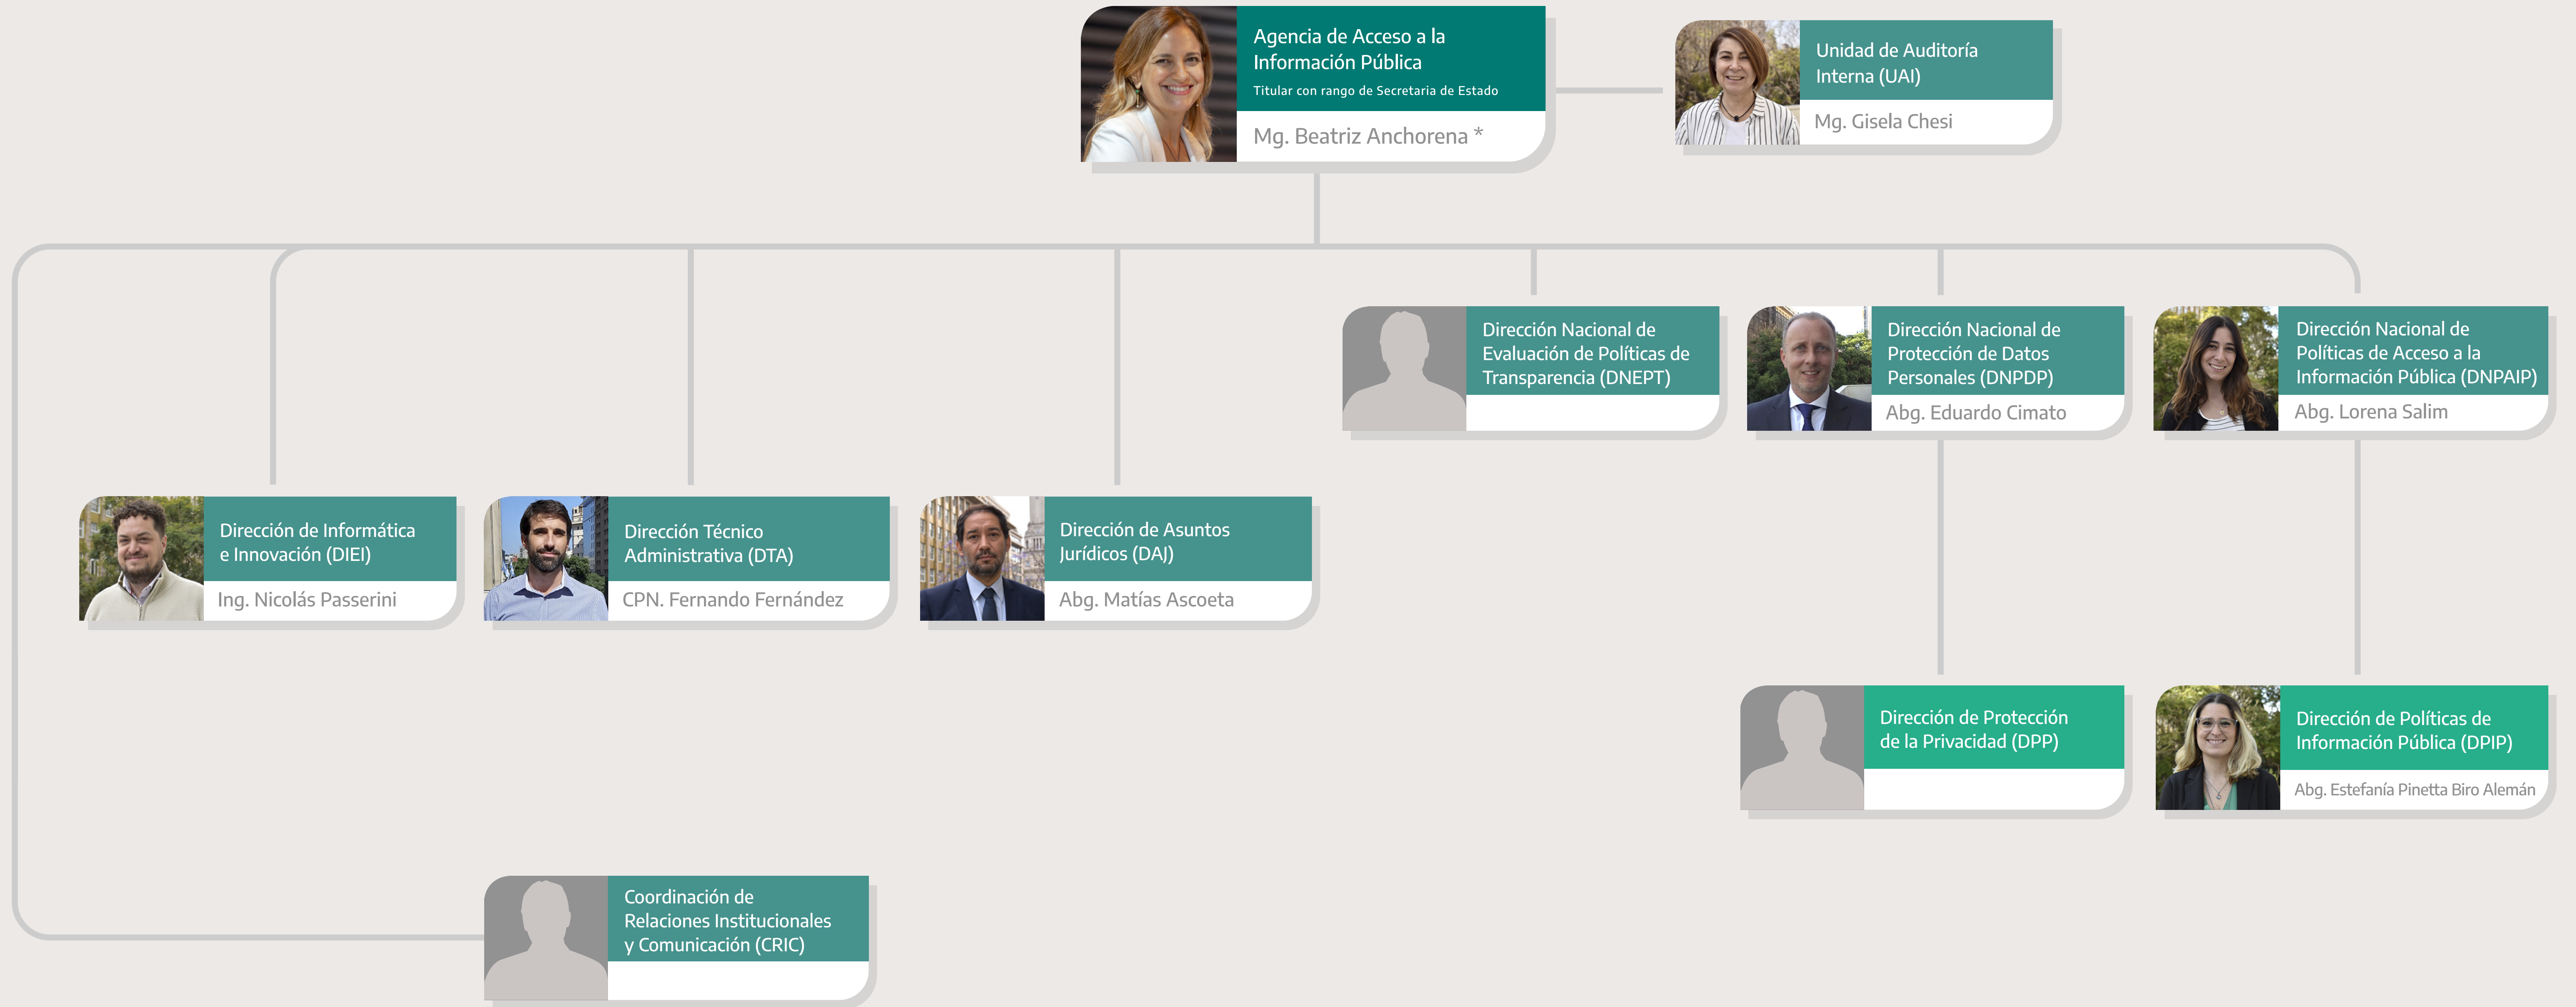 Agencia de Acceso a la
Información Pública
Titular con rango de Secretaria de Estado
Mg. Beatriz Anchorena *
Unidad de Auditoría
Interna (UAI)
Mg. Gisela Chesi
Dirección Nacional de
Evaluación de Políticas de
Transparencia (DNEPT)
Dirección Nacional de
Protección de Datos
Personales (DNPDP)
Abg. Eduardo Cimato
Dirección Nacional de
Políticas de Acceso a la
Información Pública (DNPAIP)
Abg. Lorena Salim
Dirección de Informática
e Innovación (DIEI)
Ing. Nicolás Passerini
Dirección Técnico
Administrativa (DTA)
CPN. Fernando Fernández
Dirección de Asuntos
Jurídicos (DAJ)
Abg. Matías Ascoeta
Dirección de Protección
de la Privacidad (DPP)
Dirección de Políticas de
Información Pública (DPIP)
Abg. Estefanía Pinetta Biro Alemán
Coordinación de
Relaciones Institucionales
y Comunicación (CRIC)